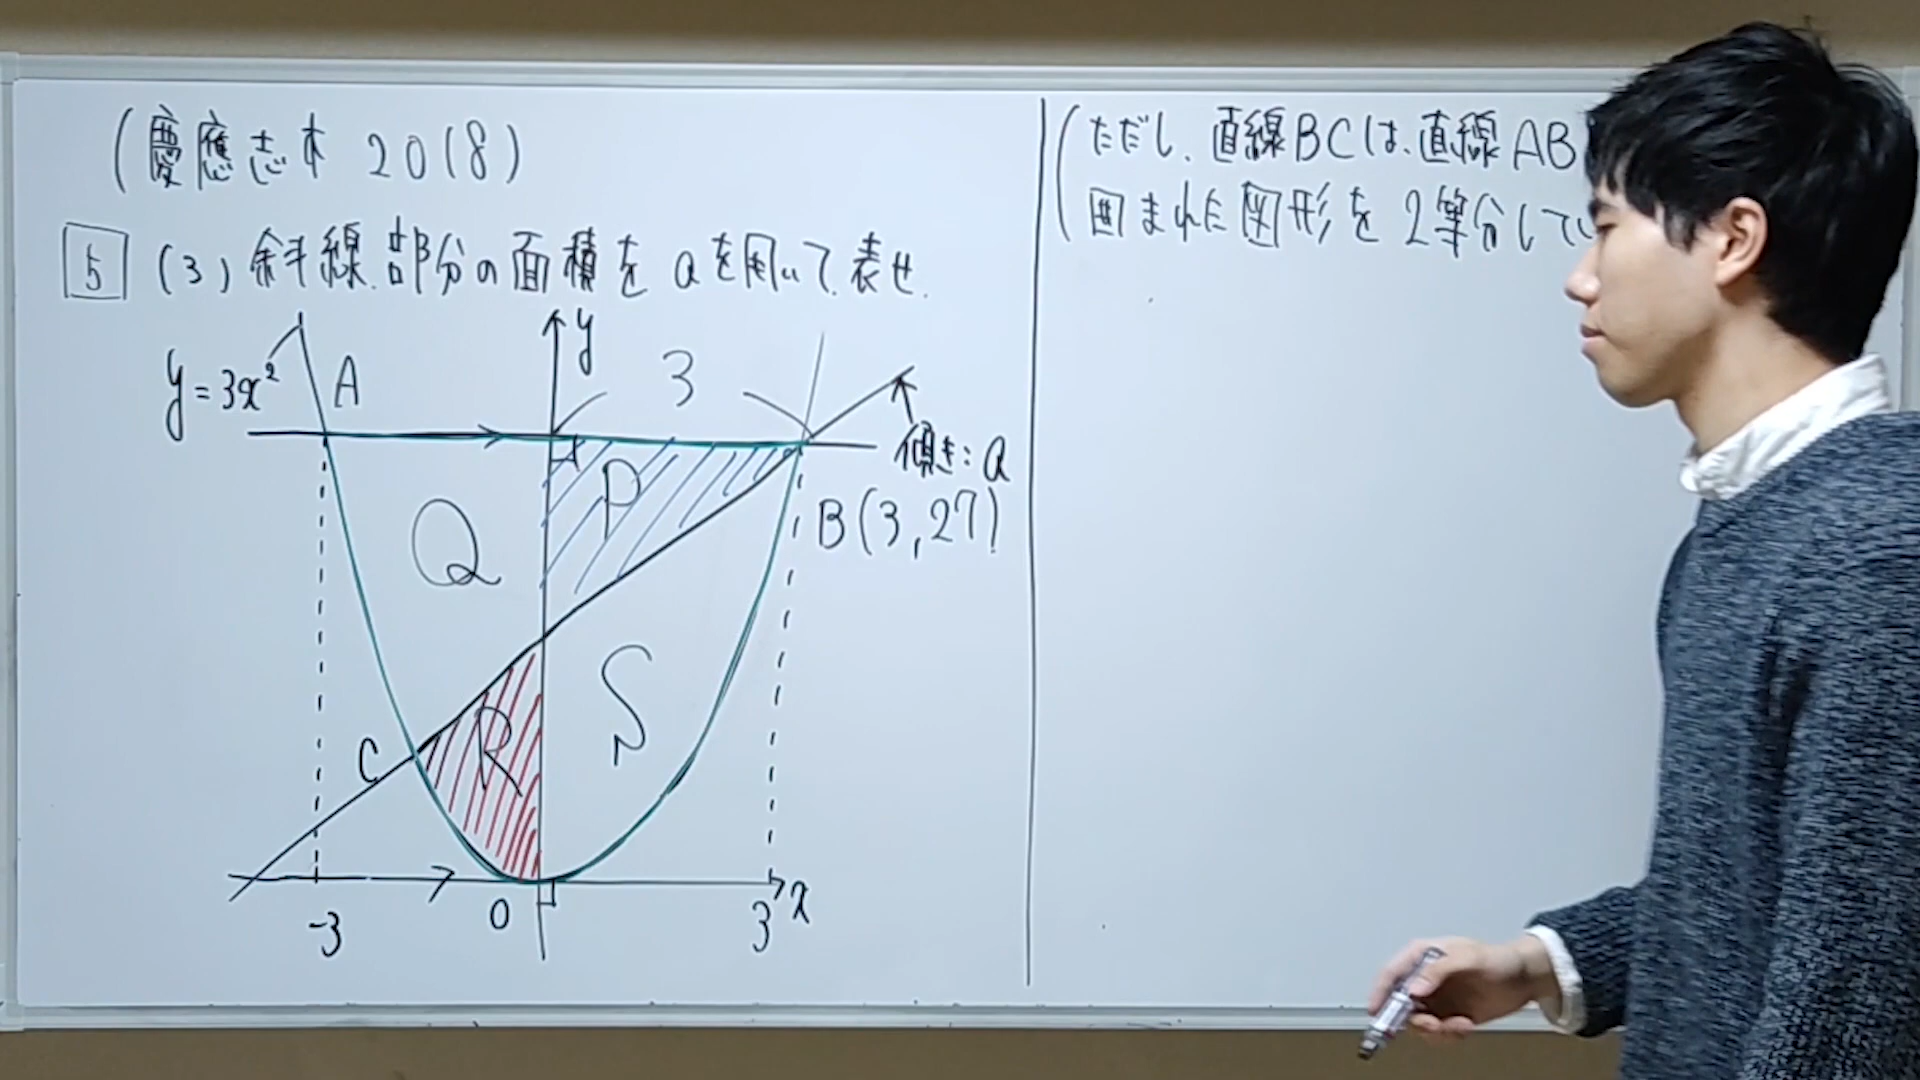 (慶應志木 2018)
5 (3) 斜線部分の面積をaを用いて表せ.
y=3x²
A
y
3
傾き: a
B(3,27)
P
Q
R
S
C
-3
0
3
x
(ただし、直線BCは、直線AB
囲まれた図形を2等分してい